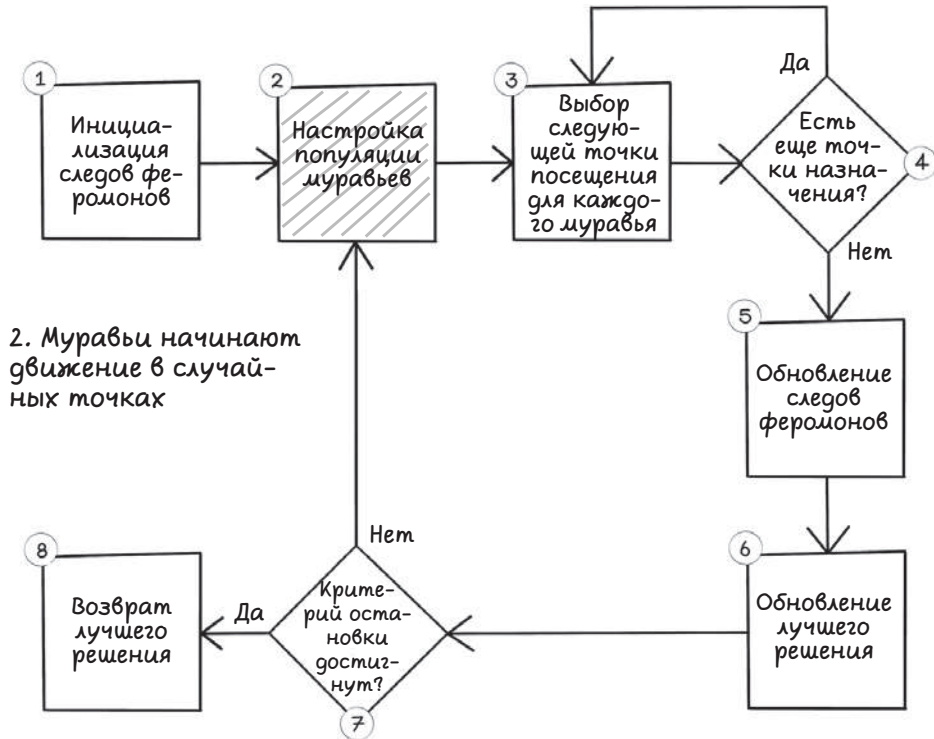 1
Инициа-
лизация
следов фе-
ромонов
2
Настройка
популяции
муравьев
3
Выбор
следую-
щей точки
посещения
для каждо-
го муравья
Да
4
Есть
еще точ-
ки назна-
чения?
Нет
2. Муравьи начинают
движение в случай-
ных точках
5
Обновление
следов
феромонов
6
Обновление
лучшего
решения
Нет
7
Крите-
рий оста-
новки
достиг-
нут?
Да
8
Возврат
лучшего
решения